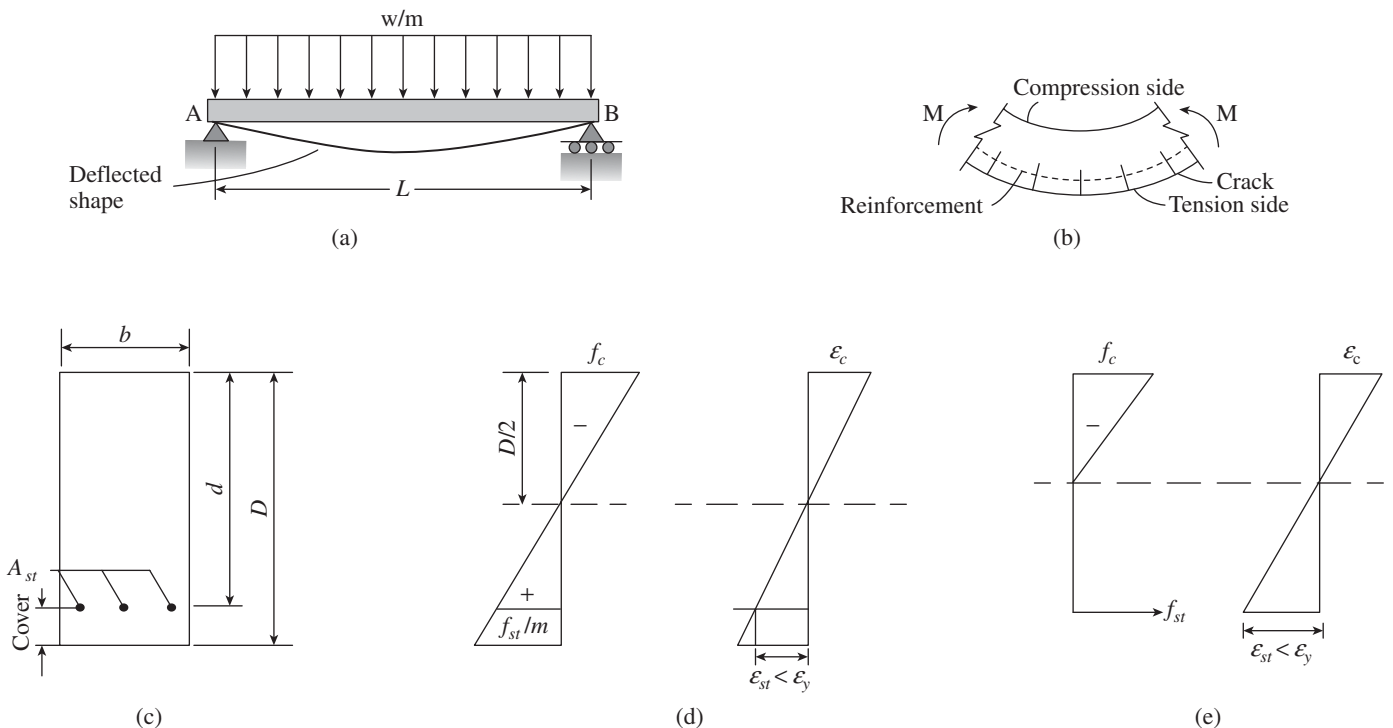 w/m
A
B
Deflected
shape
L
(a)
Compression side
M
M
Crack
Reinforcement
Tension side
(b)
b
d
D
A_st
Cover
(c)
f_c
D/2
–
+
f_st/m
ε_c
ε_st < ε_y
(d)
f_c
–
f_st
ε_c
ε_st < ε_y
(e)